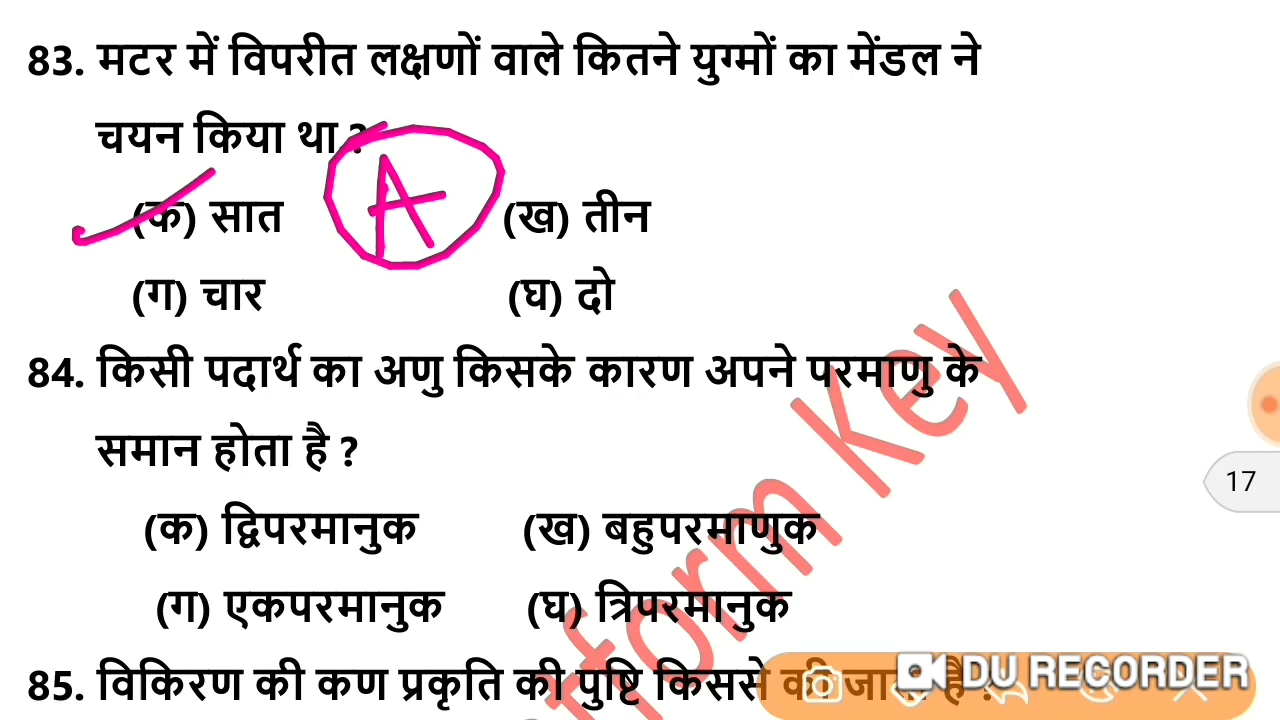 83. मटर में विपरीत लक्षणों वाले कितने युग्मों का मेंडल ने
चयन किया था ?
A
(क) सात (ख) तीन
(ग) चार (घ) दो
84. किसी पदार्थ का अणु किसके कारण अपने परमाणु के
समान होता है ?
17
(क) द्विपरमानुक (ख) बहुपरमाणुक
(ग) एकपरमानुक (घ) त्रिपरमानुक
form Key
85. विकिरण की कण प्रकृति की पुष्टि किससे की जाती है ?
DU RECORDER